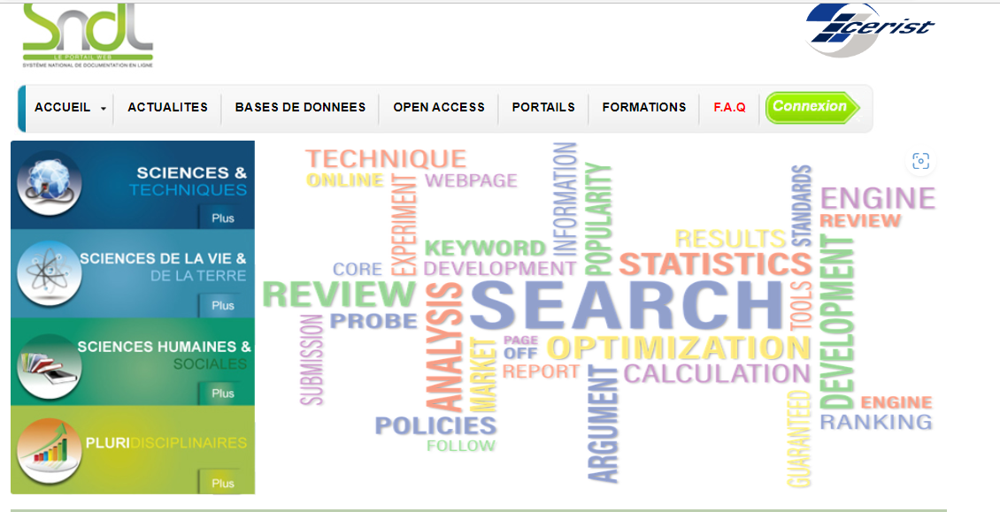 SndL
LE PORTAIL WEB
SYSTÈME NATIONAL DE DOCUMENTATION EN LIGNE
cerist
ACCUEIL ACTUALITES BASES DE DONNEES OPEN ACCESS PORTAILS FORMATIONS F.A.Q Connexion
SCIENCES &
TECHNIQUES
Plus
SCIENCES DE LA VIE &
DE LA TERRE
Plus
SCIENCES HUMAINES &
SOCIALES
Plus
PLURIDISCIPLINAIRES
Plus
TECHNIQUE
ONLINE
WEBPAGE
EXPERIMENT
INFORMATION
POPULARITY
STANDARDS
ENGINE
REVIEW
KEYWORD
RESULTS
CORE
DEVELOPMENT
STATISTICS
REVIEW
ANALYSIS
SEARCH
TOOLS
DEVELOPMENT
PROBE
SUBMISSION
MARKET
PAGE
OFF
OPTIMIZATION
REPORT
ARGUMENT
CALCULATION
GUARANTEED
ENGINE
RANKING
POLICIES
FOLLOW